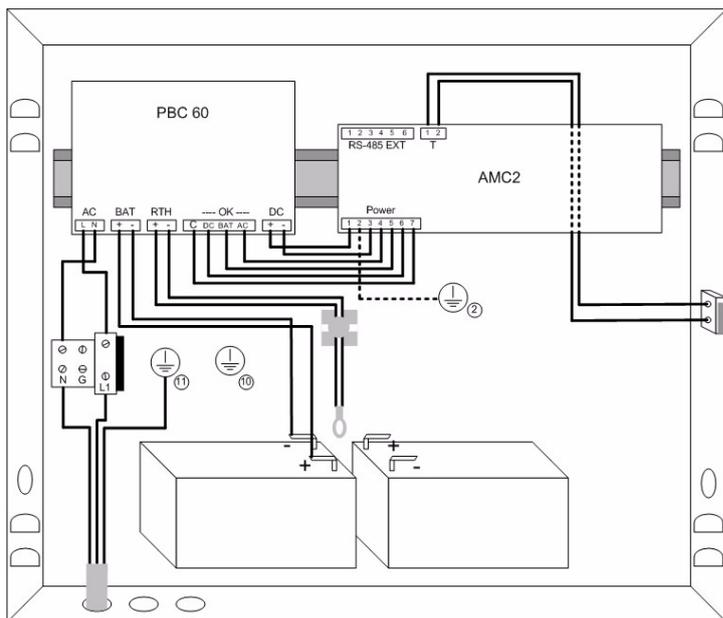 PBC 60
1 2 3 4 5 6 1 2
RS-485 EXT T
AMC2
AC BAT RTH ---- OK ---- DC
L N + - + - C DC BAT AC + -
Power
1 2 3 4 5 6 7
2
N G L1
11
10
- +
+ -